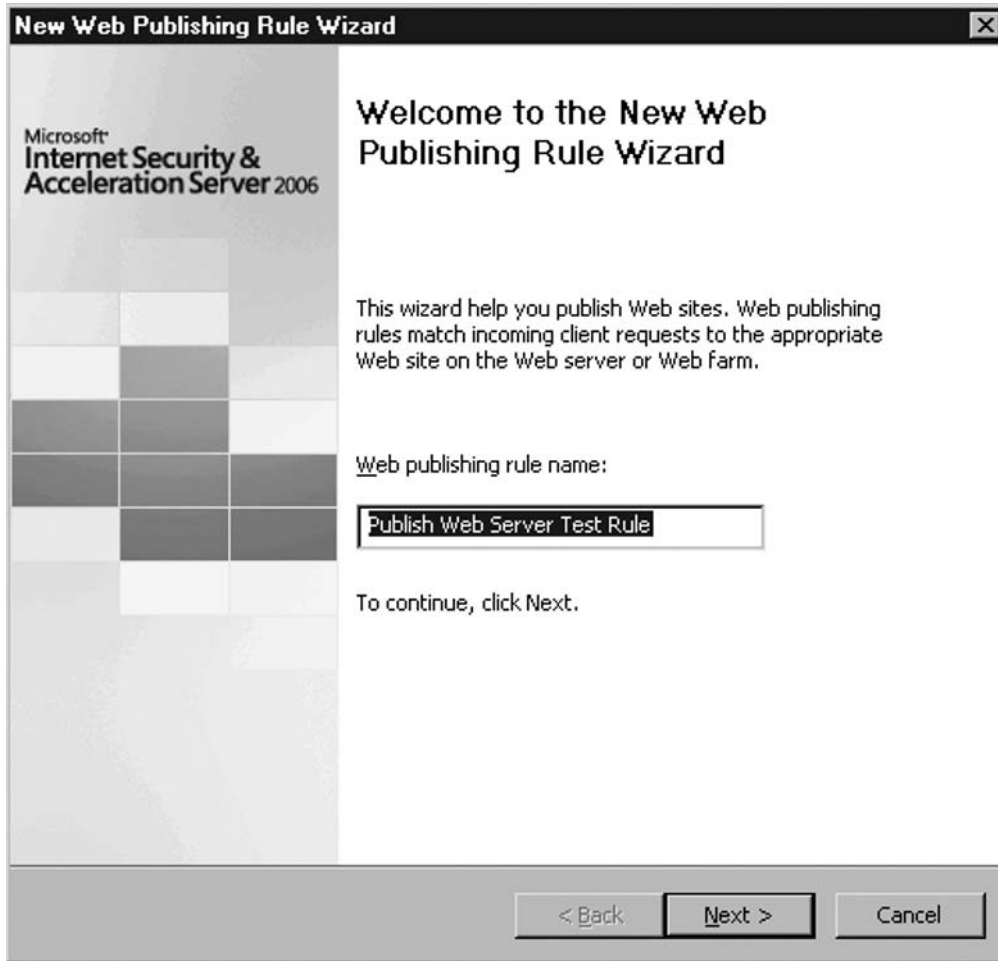 New Web Publishing Rule Wizard
Microsoft
Internet Security &
Acceleration Server 2006
Welcome to the New Web
Publishing Rule Wizard
This wizard help you publish Web sites. Web publishing
rules match incoming client requests to the appropriate
Web site on the Web server or Web farm.
Web publishing rule name:
Publish Web Server Test Rule
To continue, click Next.
< Back
Next >
Cancel